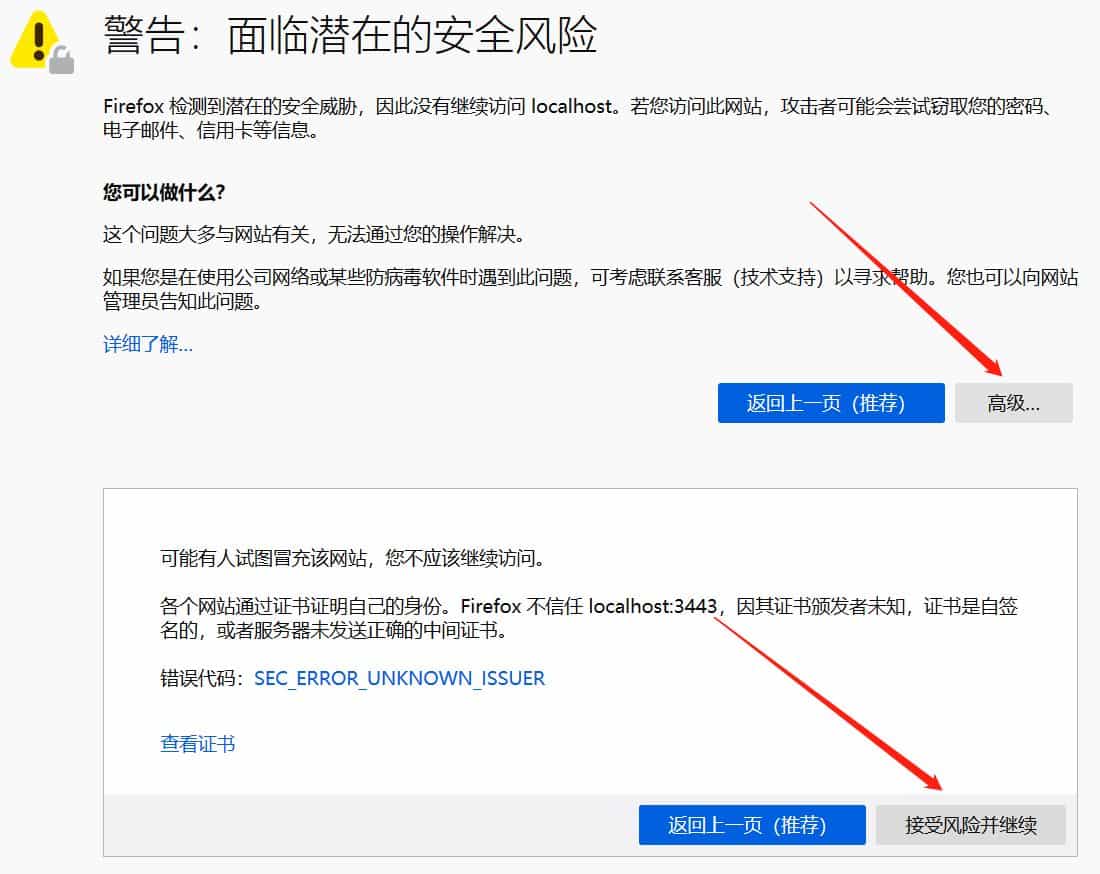 警告：面临潜在的安全风险
Firefox 检测到潜在的安全威胁，因此没有继续访问 localhost。若您访问此网站，攻击者可能会尝试窃取您的密码、
电子邮件、信用卡等信息。
您可以做什么？
这个问题大多与网站有关，无法通过您的操作解决。
如果您是在使用公司网络或某些防病毒软件时遇到此问题，可考虑联系客服（技术支持）以寻求帮助。您也可以向网站
管理员告知此问题。
详细了解...
返回上一页（推荐）
高级...
可能有人试图冒充该网站，您不应该继续访问。
各个网站通过证书证明自己的身份。Firefox 不信任 localhost:3443，因其证书颁发者未知，证书是自签
名的，或者服务器未发送正确的中间证书。
错误代码：SEC_ERROR_UNKNOWN_ISSUER
查看证书
返回上一页（推荐）
接受风险并继续